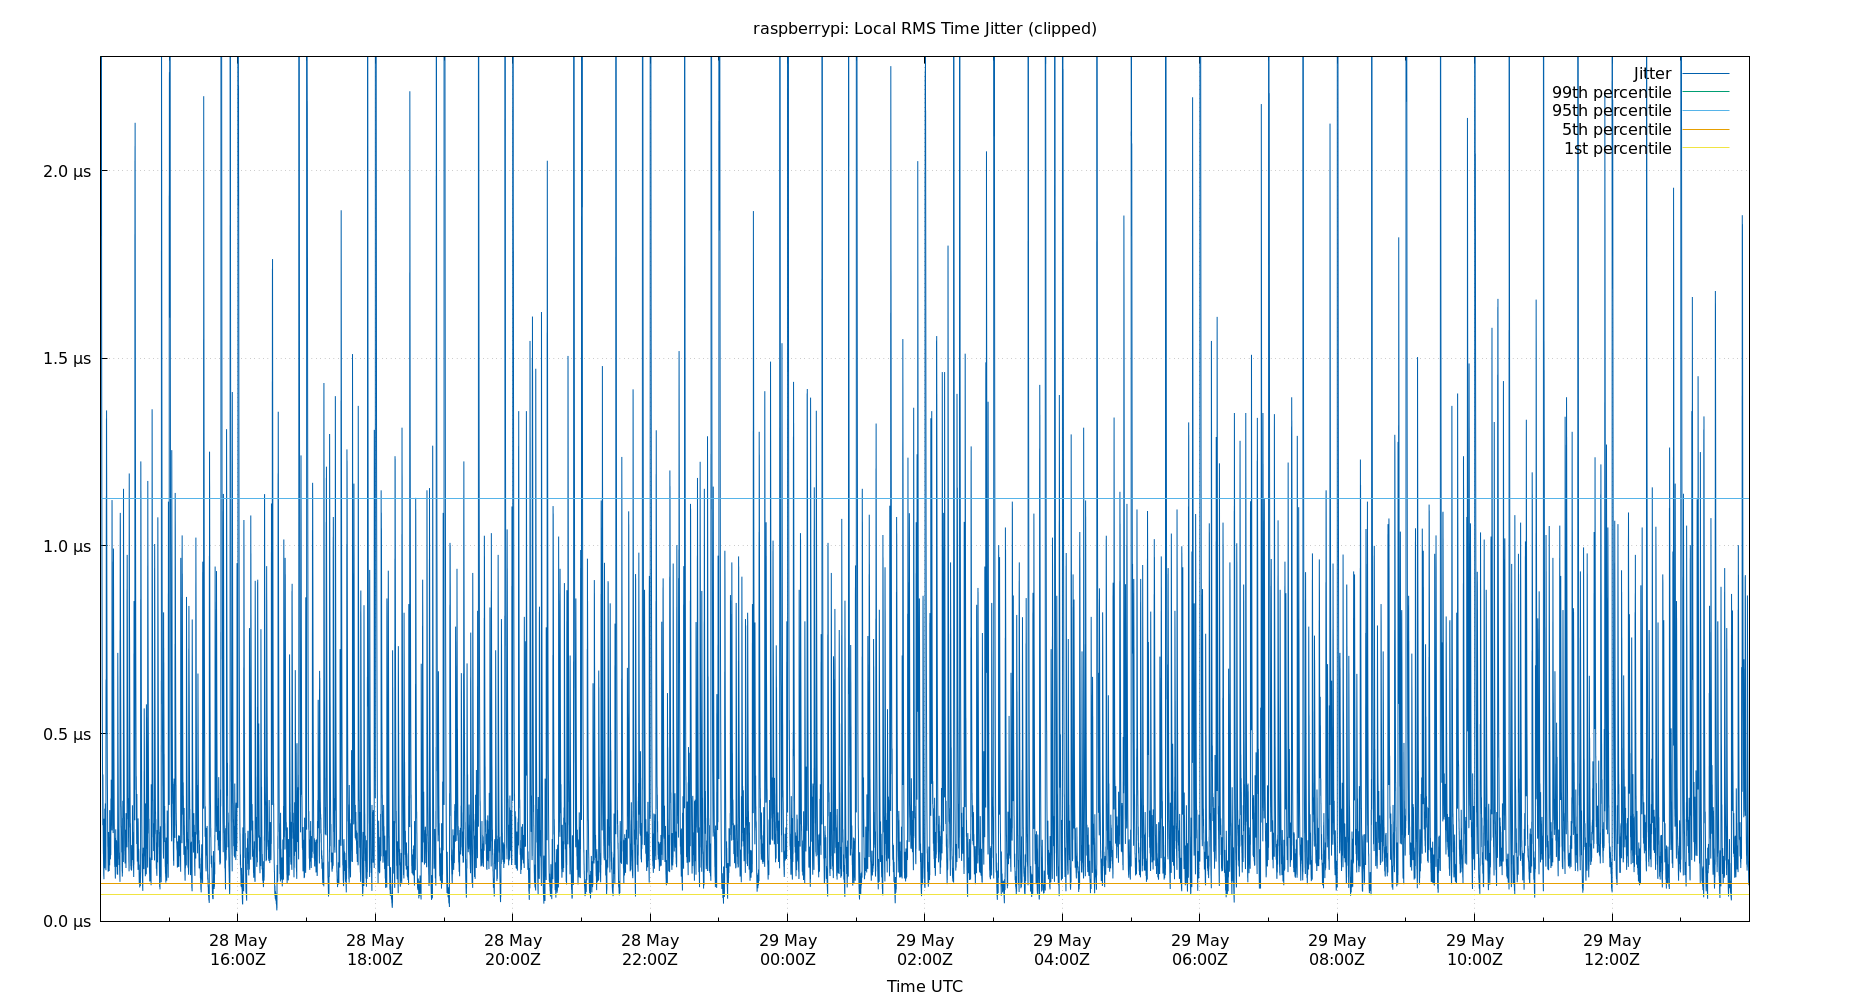 raspberrypi: Local RMS Time Jitter (clipped)
Jitter
99th percentile
95th percentile
5th percentile
1st percentile
2.0 μs
1.5 μs
1.0 μs
0.5 μs
0.0 μs
28 May 28 May 28 May 28 May 29 May 29 May 29 May 29 May 29 May 29 May 29 May
16:00Z 18:00Z 20:00Z 22:00Z 00:00Z 02:00Z 04:00Z 06:00Z 08:00Z 10:00Z 12:00Z
Time UTC